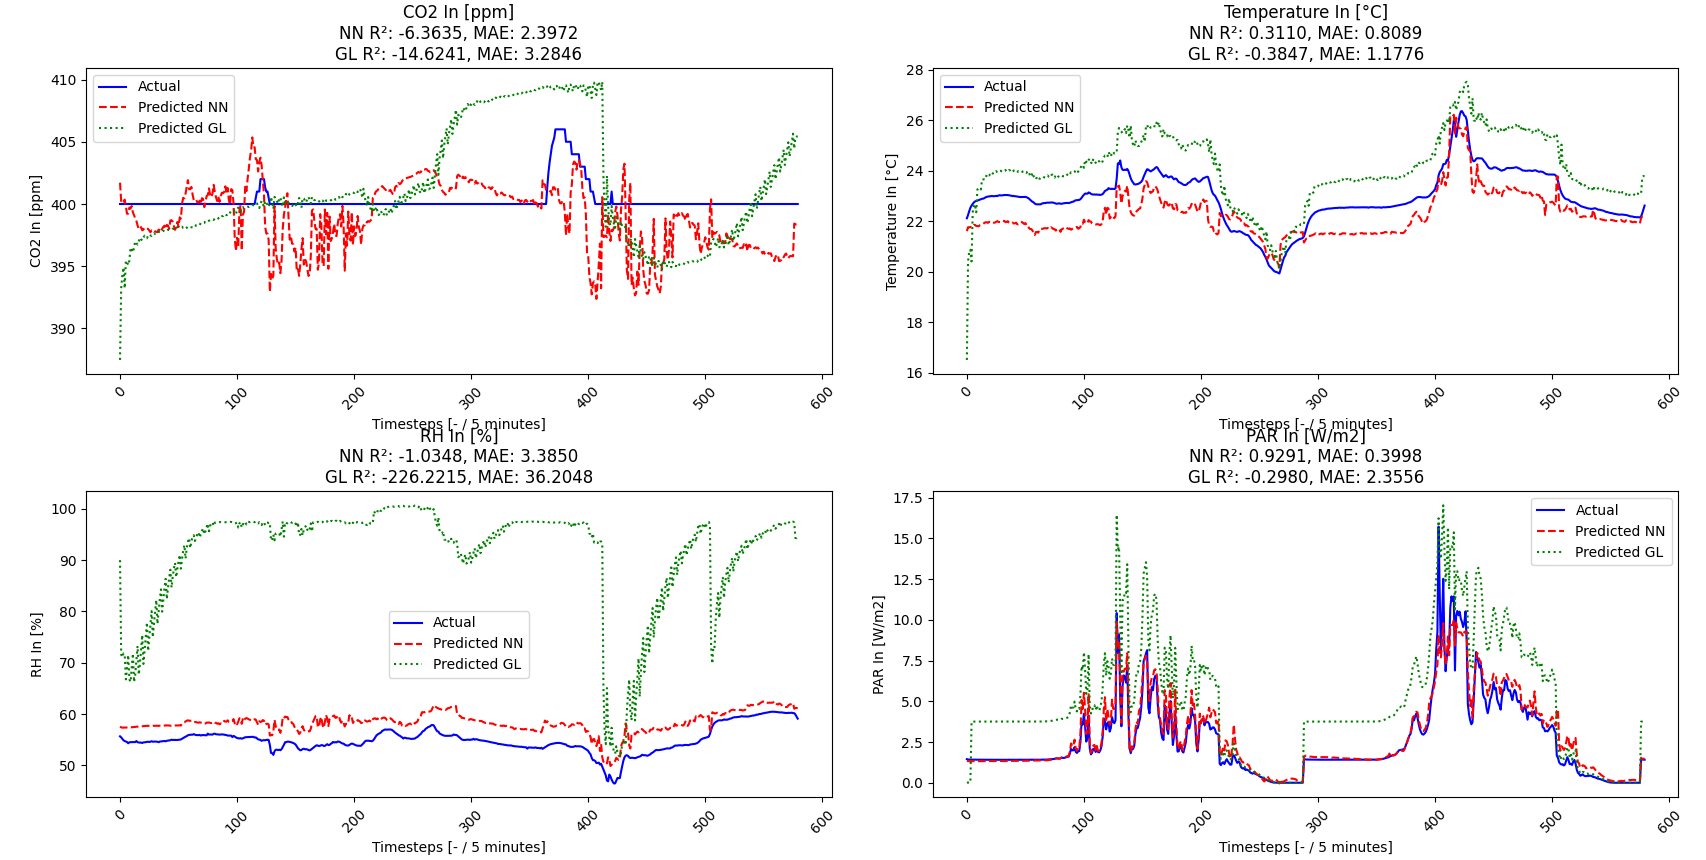 CO2 In [ppm]
NN R²: -6.3635, MAE: 2.3972
GL R²: -14.6241, MAE: 3.2846
Actual
Predicted NN
Predicted GL
CO2 In [ppm]
410
405
400
395
390
0
100
200
300
400
500
600
Timesteps [- / 5 minutes]
Temperature In [°C]
NN R²: 0.3110, MAE: 0.8089
GL R²: -0.3847, MAE: 1.1776
Actual
Predicted NN
Predicted GL
Temperature In [°C]
28
26
24
22
20
18
16
0
100
200
300
400
500
600
Timesteps [- / 5 minutes]
RH In [%]
NN R²: -1.0348, MAE: 3.3850
GL R²: -226.2215, MAE: 36.2048
Actual
Predicted NN
Predicted GL
RH In [%]
100
90
80
70
60
50
0
100
200
300
400
500
600
Timesteps [- / 5 minutes]
PAR In [W/m2]
NN R²: 0.9291, MAE: 0.3998
GL R²: -0.2980, MAE: 2.3556
Actual
Predicted NN
Predicted GL
PAR In [W/m2]
17.5
15.0
12.5
10.0
7.5
5.0
2.5
0.0
0
100
200
300
400
500
600
Timesteps [- / 5 minutes]